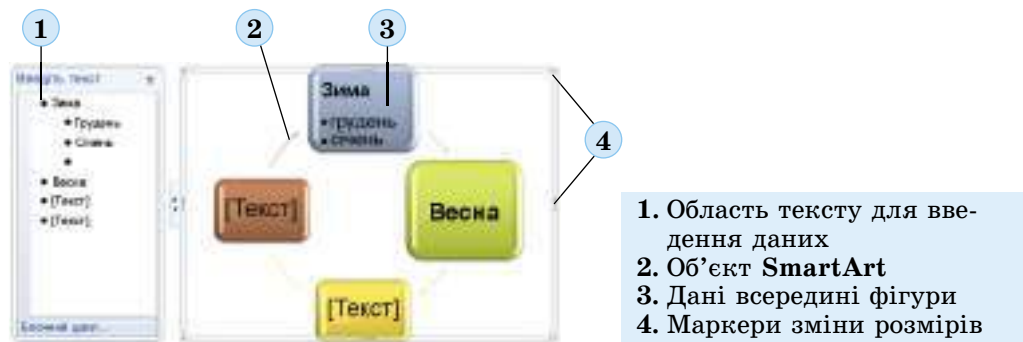 1
2
3
4
текст
Зима
Грудень
Січень
Весна
[Текст]
[Текст]
Зима
грудень
січень
[Текст]
Весна
[Текст]
1. Область тексту для вве-
дення даних
2. Об’єкт SmartArt
3. Дані всередині фігури
4. Маркери зміни розмірів